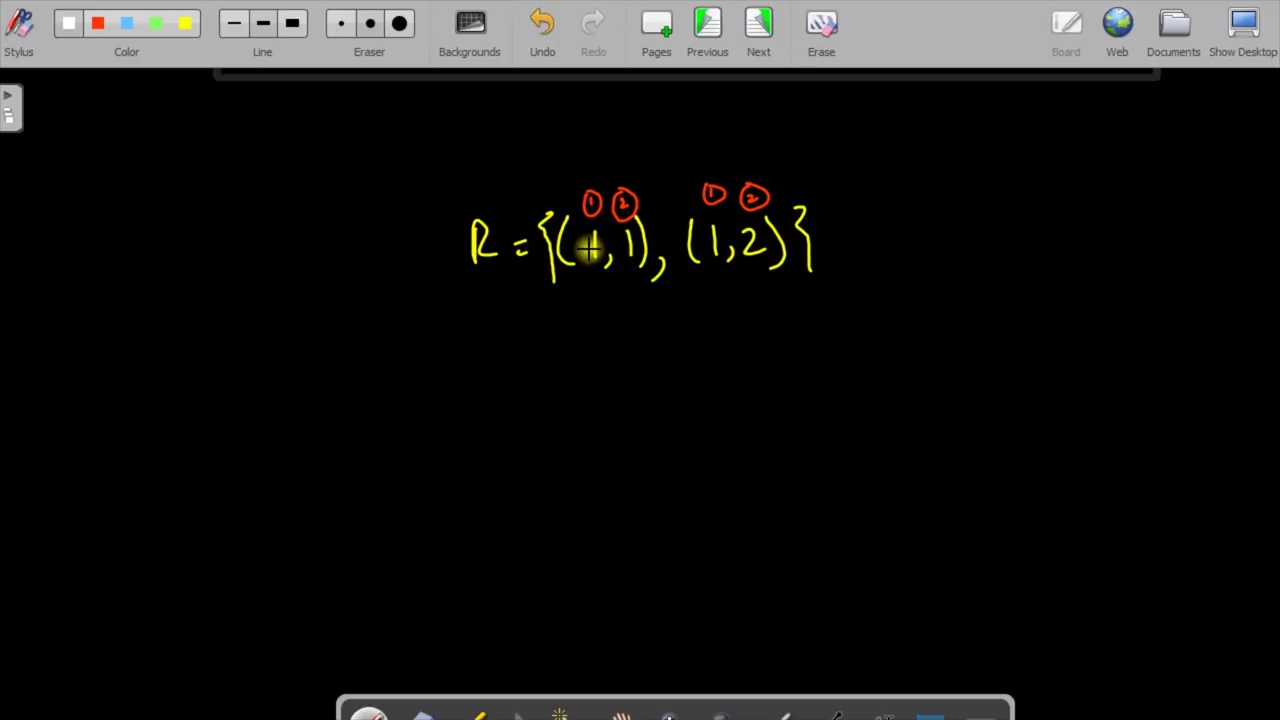 Stylus Color Line Eraser Backgrounds Undo Redo Pages Previous Next Erase Board Web Documents Show Desktop
① ② ① ②
R = {(1, 1), (1, 2)}